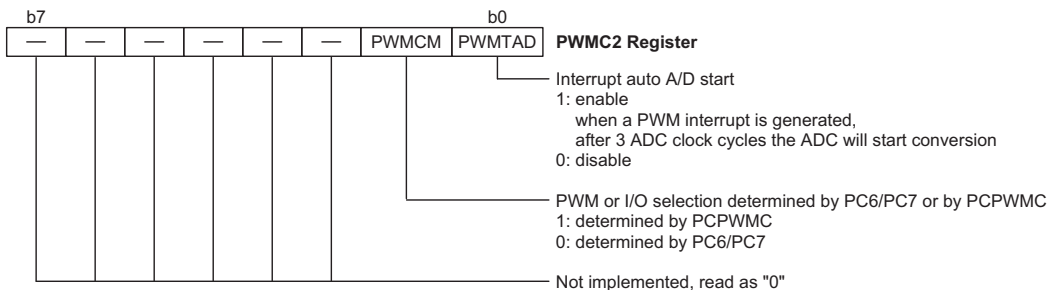 b7 b0
— — — — — — PWMCM PWMTAD PWMC2 Register
Interrupt auto A/D start
1: enable
when a PWM interrupt is generated,
after 3 ADC clock cycles the ADC will start conversion
0: disable
PWM or I/O selection determined by PC6/PC7 or by PCPWMC
1: determined by PCPWMC
0: determined by PC6/PC7
Not implemented, read as "0"